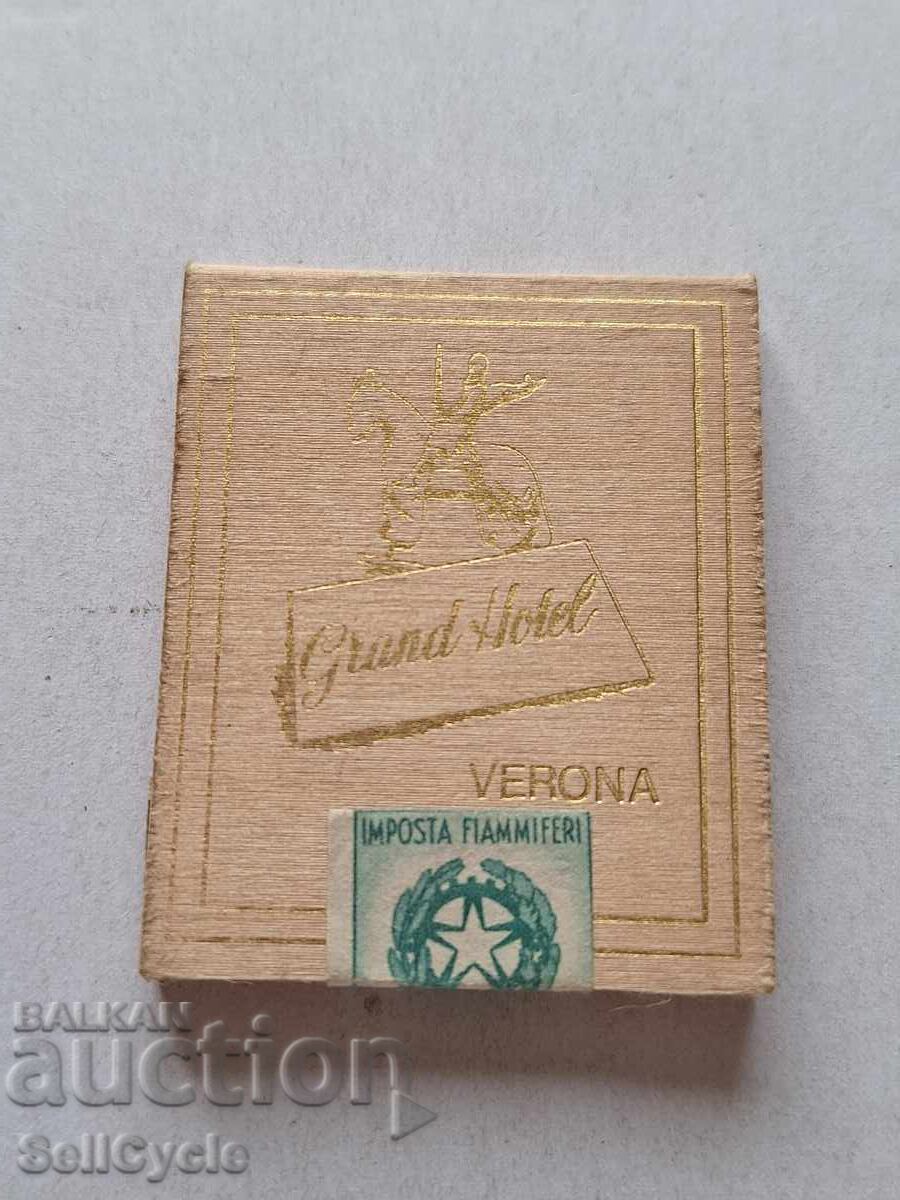 Grand Hotel
VERONA
IMPOSTA FIAMMIFERI
BALKAN
auction
SellCycle